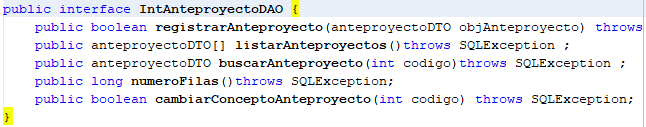 public interface IntAnteproyectoDAO {
public boolean registrarAnteproyecto(anteproyectoDTO objAnteproyecto) throws
public anteproyectoDTO[] listarAnteproyectos()throws SQLException ;
public anteproyectoDTO buscarAnteproyecto(int codigo)throws SQLException ;
public long numeroFilas()throws SQLException;
public boolean cambiarConceptoAnteproyecto(int codigo) throws SQLException;
}